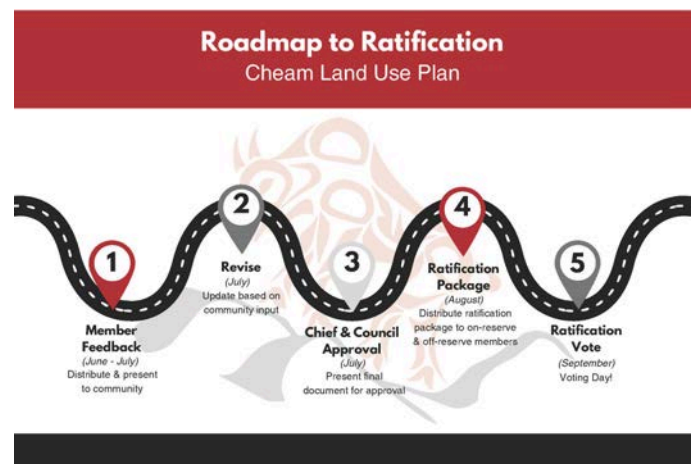 Roadmap to Ratification
Cheam Land Use Plan
1
Member
Feedback
(June - July)
Distribute & present
to community
2
Revise
(July)
Update based on
community input
3
Chief & Council
Approval
(July)
Present final
document for approval
4
Ratification
Package
(August)
Distribute ratification
package to on-reserve
& off-reserve members
5
Ratification
Vote
(September)
Voting Day!